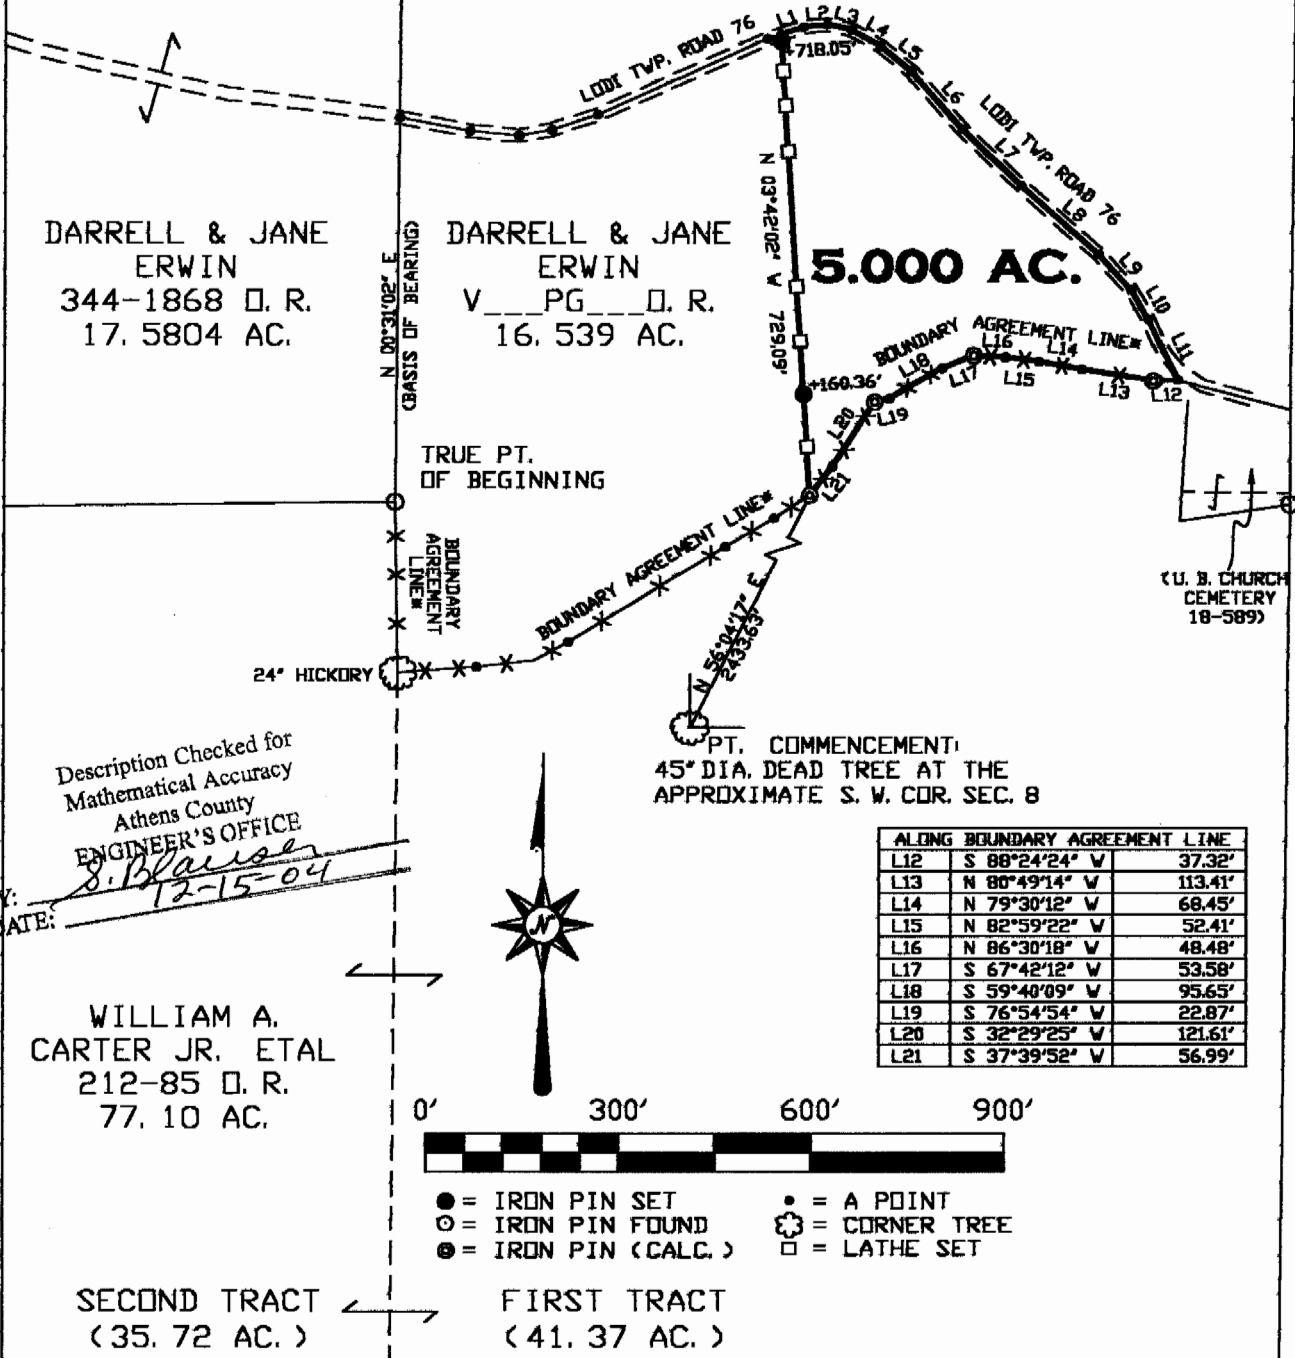 LODI TWP. ROAD 76
L1
L2
L3
L4
L5
L6
L7
L8
L9
L10
L11
LODI TWP. ROAD 76
+718.05'
N 03°42'02" W 729.09'
DARRELL & JANE
ERWIN
344-1868 O. R.
17.5804 AC.
N 00°31'02" E
(BASIS OF BEARING)
DARRELL & JANE
ERWIN
V___PG___O. R.
16.539 AC.
5.000 AC.
BOUNDARY AGREEMENT LINE*
L16
L14
L18
L17
L15
L13
L12
+160.36'
L20
L19
L21
TRUE PT.
OF BEGINNING
BOUNDARY
AGREEMENT
LINE*
BOUNDARY AGREEMENT LINE*
N 56°04'17" E
2433.63'
(U. B. CHURCH
CEMETERY
18-589)
24" HICKORY
PT. COMMENCEMENT:
45" DIA. DEAD TREE AT THE
APPROXIMATE S. W. COR. SEC. 8
Description Checked for
Mathematical Accuracy
Athens County
ENGINEER'S OFFICE
Y: S. Blauser
DATE: 12-15-04
ALONG BOUNDARY AGREEMENT LINE
L12 S 88°24'24" W 37.32'
L13 N 80°49'14" W 113.41'
L14 N 79°30'12" W 68.45'
L15 N 82°59'22" W 52.41'
L16 N 86°30'18" W 48.48'
L17 S 67°42'12" W 53.58'
L18 S 59°40'09" W 95.65'
L19 S 76°54'54" W 22.87'
L20 S 32°29'25" W 121.61'
L21 S 37°39'52" W 56.99'
N
WILLIAM A.
CARTER JR. ETAL
212-85 O. R.
77.10 AC.
0' 300' 600' 900'
= IRON PIN SET
= IRON PIN FOUND
= IRON PIN (CALC.)
= A POINT
= CORNER TREE
= LATHE SET
SECOND TRACT
(35.72 AC.)
FIRST TRACT
(41.37 AC.)